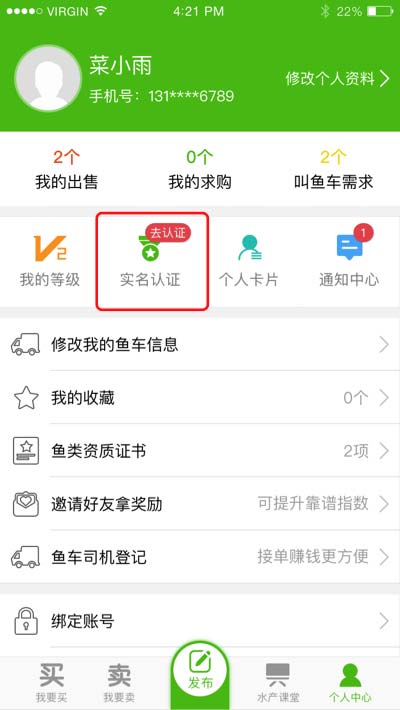 VIRGIN 4:21 PM 22%
菜小雨
手机号：131****6789
修改个人资料
2个 0个 2个
我的出售 我的求购 叫鱼车需求
V2 去认证 1
我的等级 实名认证 个人卡片 通知中心
修改我的鱼车信息
我的收藏 0个
鱼类资质证书 2项
邀请好友拿奖励 可提升靠谱指数
鱼车司机登记 接单赚钱更方便
绑定账号
买 卖 发布
我要买 我要卖 水产课堂 个人中心